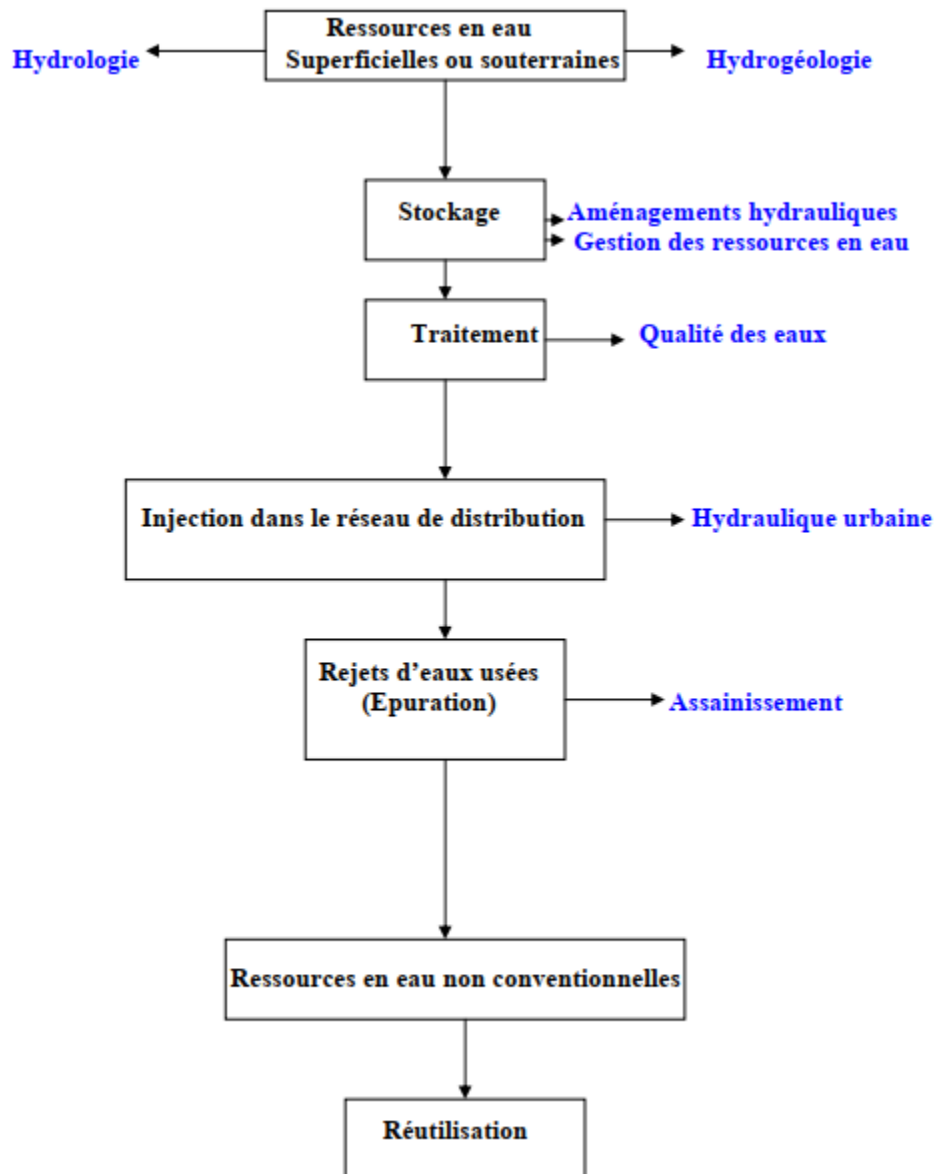 Ressources en eau
Superficielles ou souterraines
Hydrologie
Hydrogéologie
Stockage
Aménagements hydrauliques
Gestion des ressources en eau
Traitement
Qualité des eaux
Injection dans le réseau de distribution
Hydraulique urbaine
Rejets d’eaux usées
(Epuration)
Assainissement
Ressources en eau non conventionnelles
Réutilisation